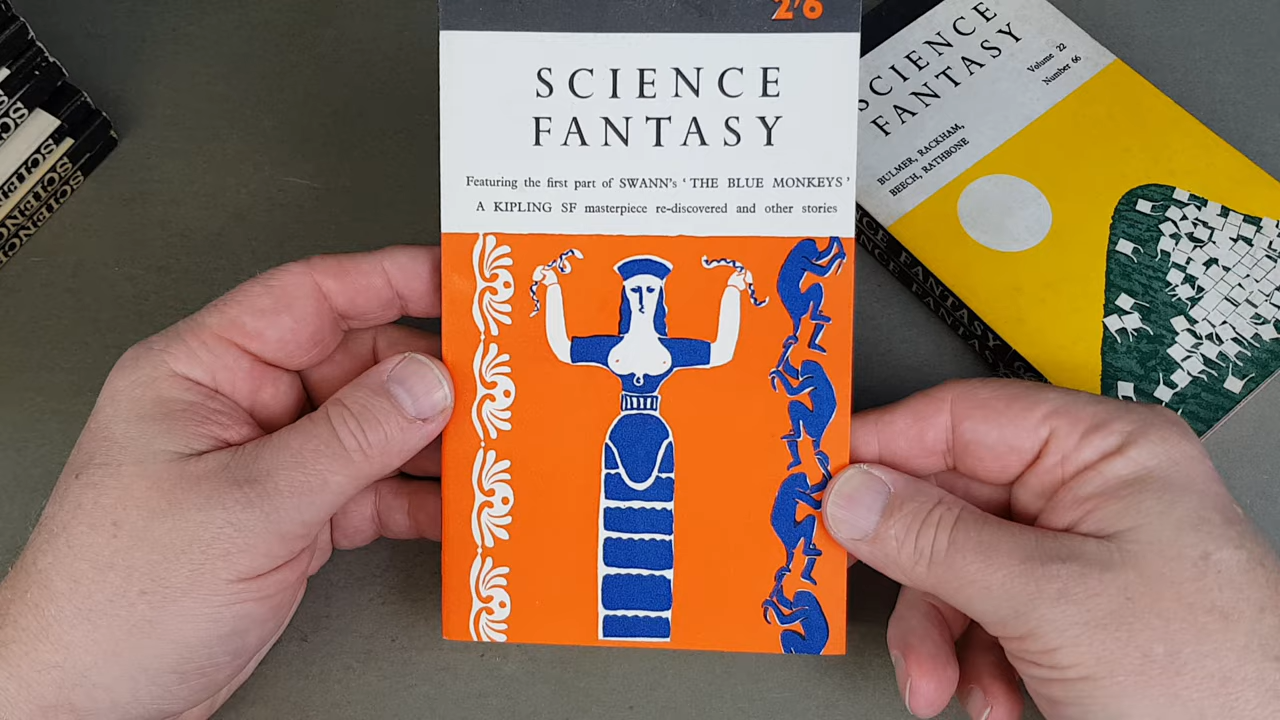 2/6
SCIENCE
FANTASY
Featuring the first part of SWANN's 'THE BLUE MONKEYS'
A KIPLING SF masterpiece re-discovered and other stories
SCIENCE
FANTASY
Volume 22
Number 66
BULMER, RACKHAM,
BEECH, RATHBONE
FANTASY